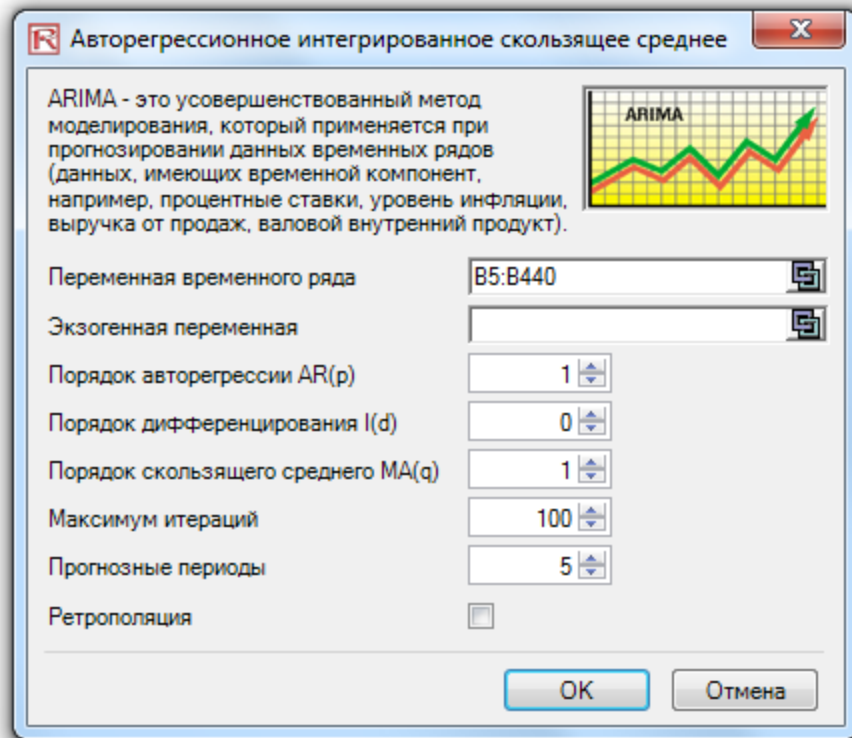 Авторегрессионное интегрированное скользящее среднее
ARIMA - это усовершенствованный метод
моделирования, который применяется при
прогнозировании данных временных рядов
(данных, имеющих временной компонент,
например, процентные ставки, уровень инфляции,
выручка от продаж, валовой внутренний продукт).
ARIMA
Переменная временного ряда B5:B440
Экзогенная переменная
Порядок авторегрессии AR(p) 1
Порядок дифференцирования I(d) 0
Порядок скользящего среднего MA(q) 1
Максимум итераций 100
Прогнозные периоды 5
Ретрополяция
OK Отмена